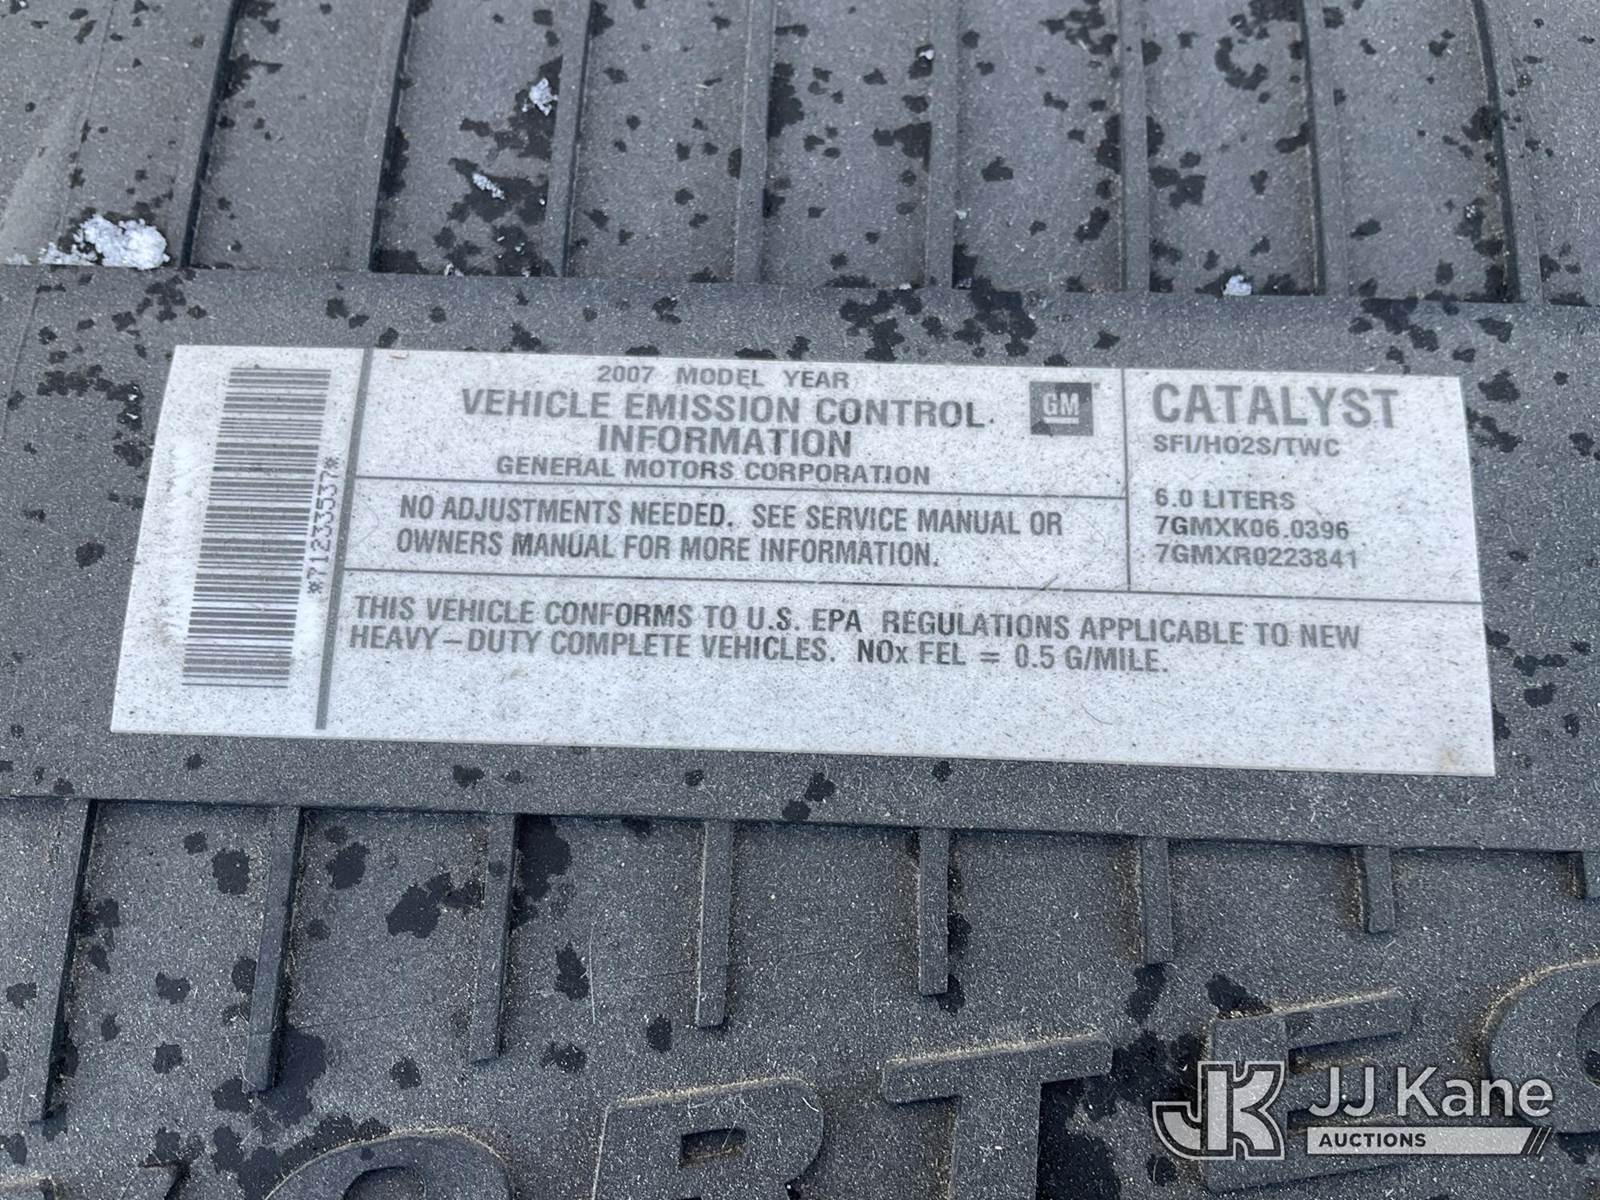 *71233537*
2007 MODEL YEAR
VEHICLE EMISSION CONTROL
INFORMATION
GENERAL MOTORS CORPORATION
GM
NO ADJUSTMENTS NEEDED. SEE SERVICE MANUAL OR
OWNERS MANUAL FOR MORE INFORMATION.
CATALYST
SFI/HO2S/TWC
6.0 LITERS
7GMXK06.0396
7GMXR0223841
THIS VEHICLE CONFORMS TO U.S. EPA REGULATIONS APPLICABLE TO NEW
HEAVY-DUTY COMPLETE VEHICLES. NOx FEL = 0.5 G/MILE.
VORTEC
JK JJ Kane
AUCTIONS